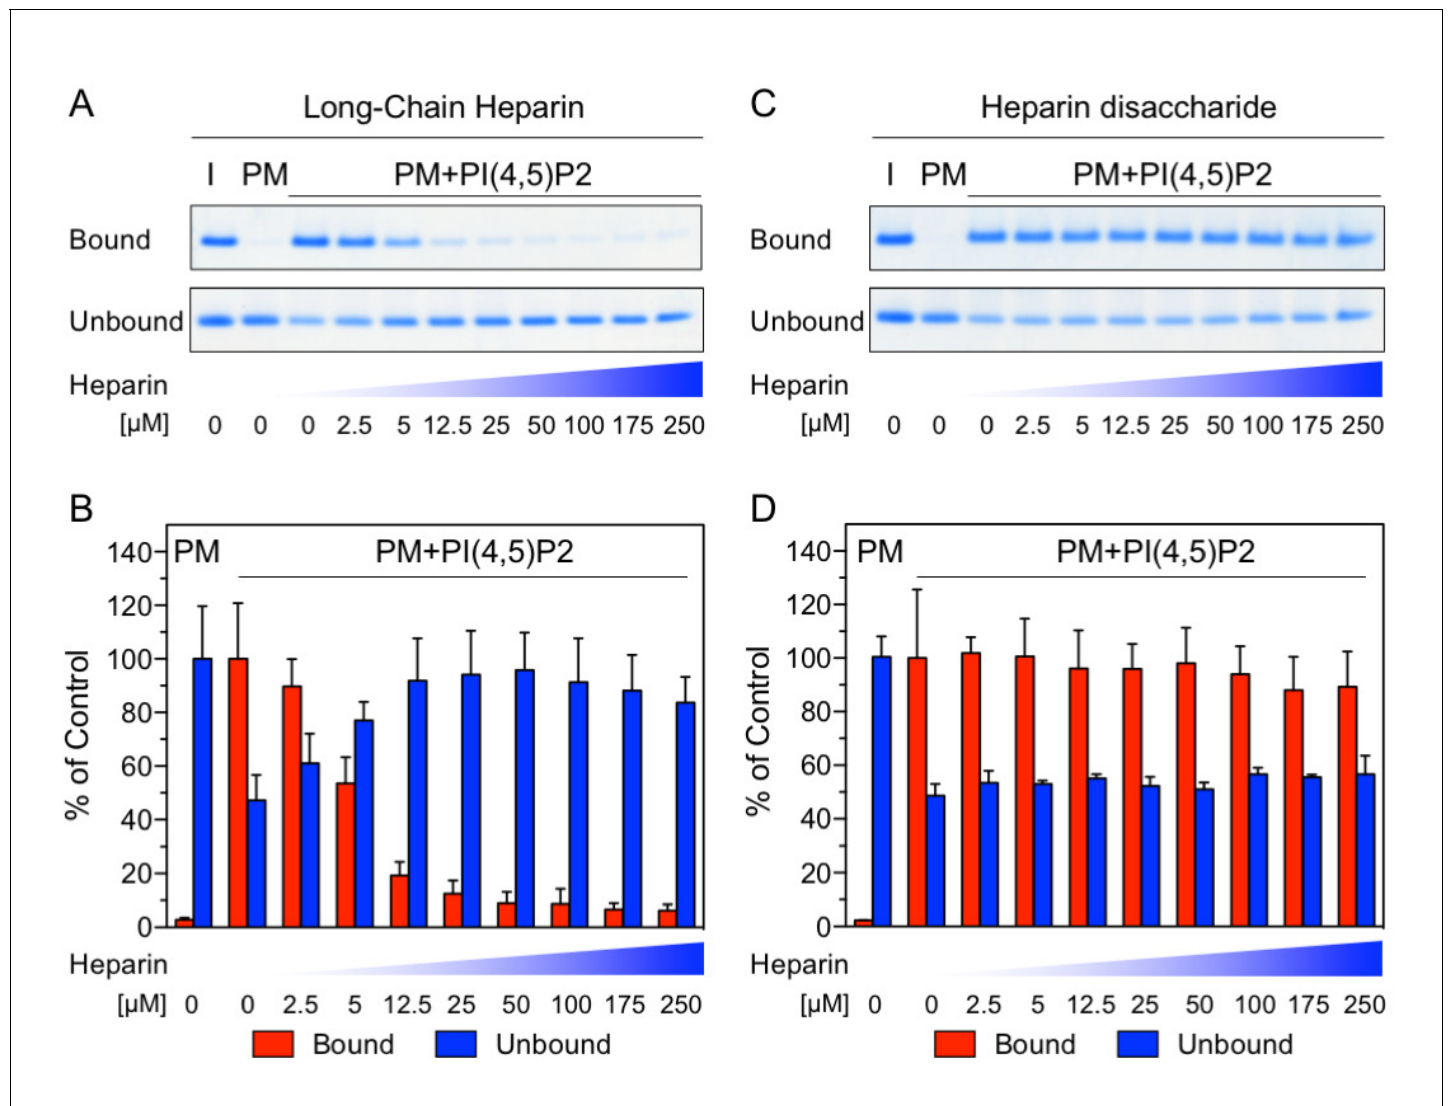 A
Long-Chain Heparin
I PM PM+PI(4,5)P2
Bound
Unbound
Heparin
[µM] 0 0 0 2.5 5 12.5 25 50 100 175 250
C
Heparin disaccharide
I PM PM+PI(4,5)P2
Bound
Unbound
Heparin
[µM] 0 0 0 2.5 5 12.5 25 50 100 175 250
B
PM PM+PI(4,5)P2
% of Control
140
120
100
80
60
40
20
0
Heparin
[µM] 0 0 2.5 5 12.5 25 50 100 175 250
Bound Unbound
D
PM PM+PI(4,5)P2
% of Control
140
120
100
80
60
40
20
0
Heparin
[µM] 0 0 2.5 5 12.5 25 50 100 175 250
Bound Unbound